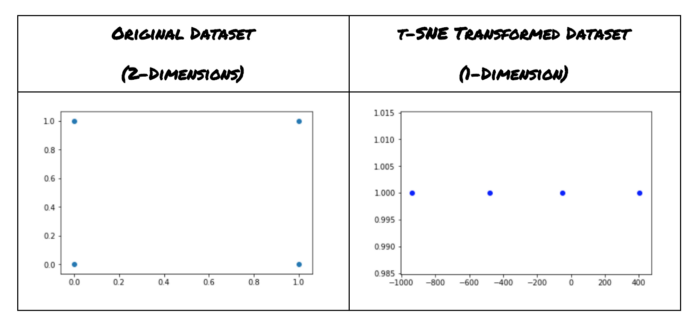 Original Dataset
(2-Dimensions)
t-SNE Transformed Dataset
(1-Dimension)
1.0
0.8
0.6
0.4
0.2
0.0
0.0 0.2 0.4 0.6 0.8 1.0
1.015
1.010
1.005
1.000
0.995
0.990
0.985
−1000 −800 −600 −400 −200 0 200 400